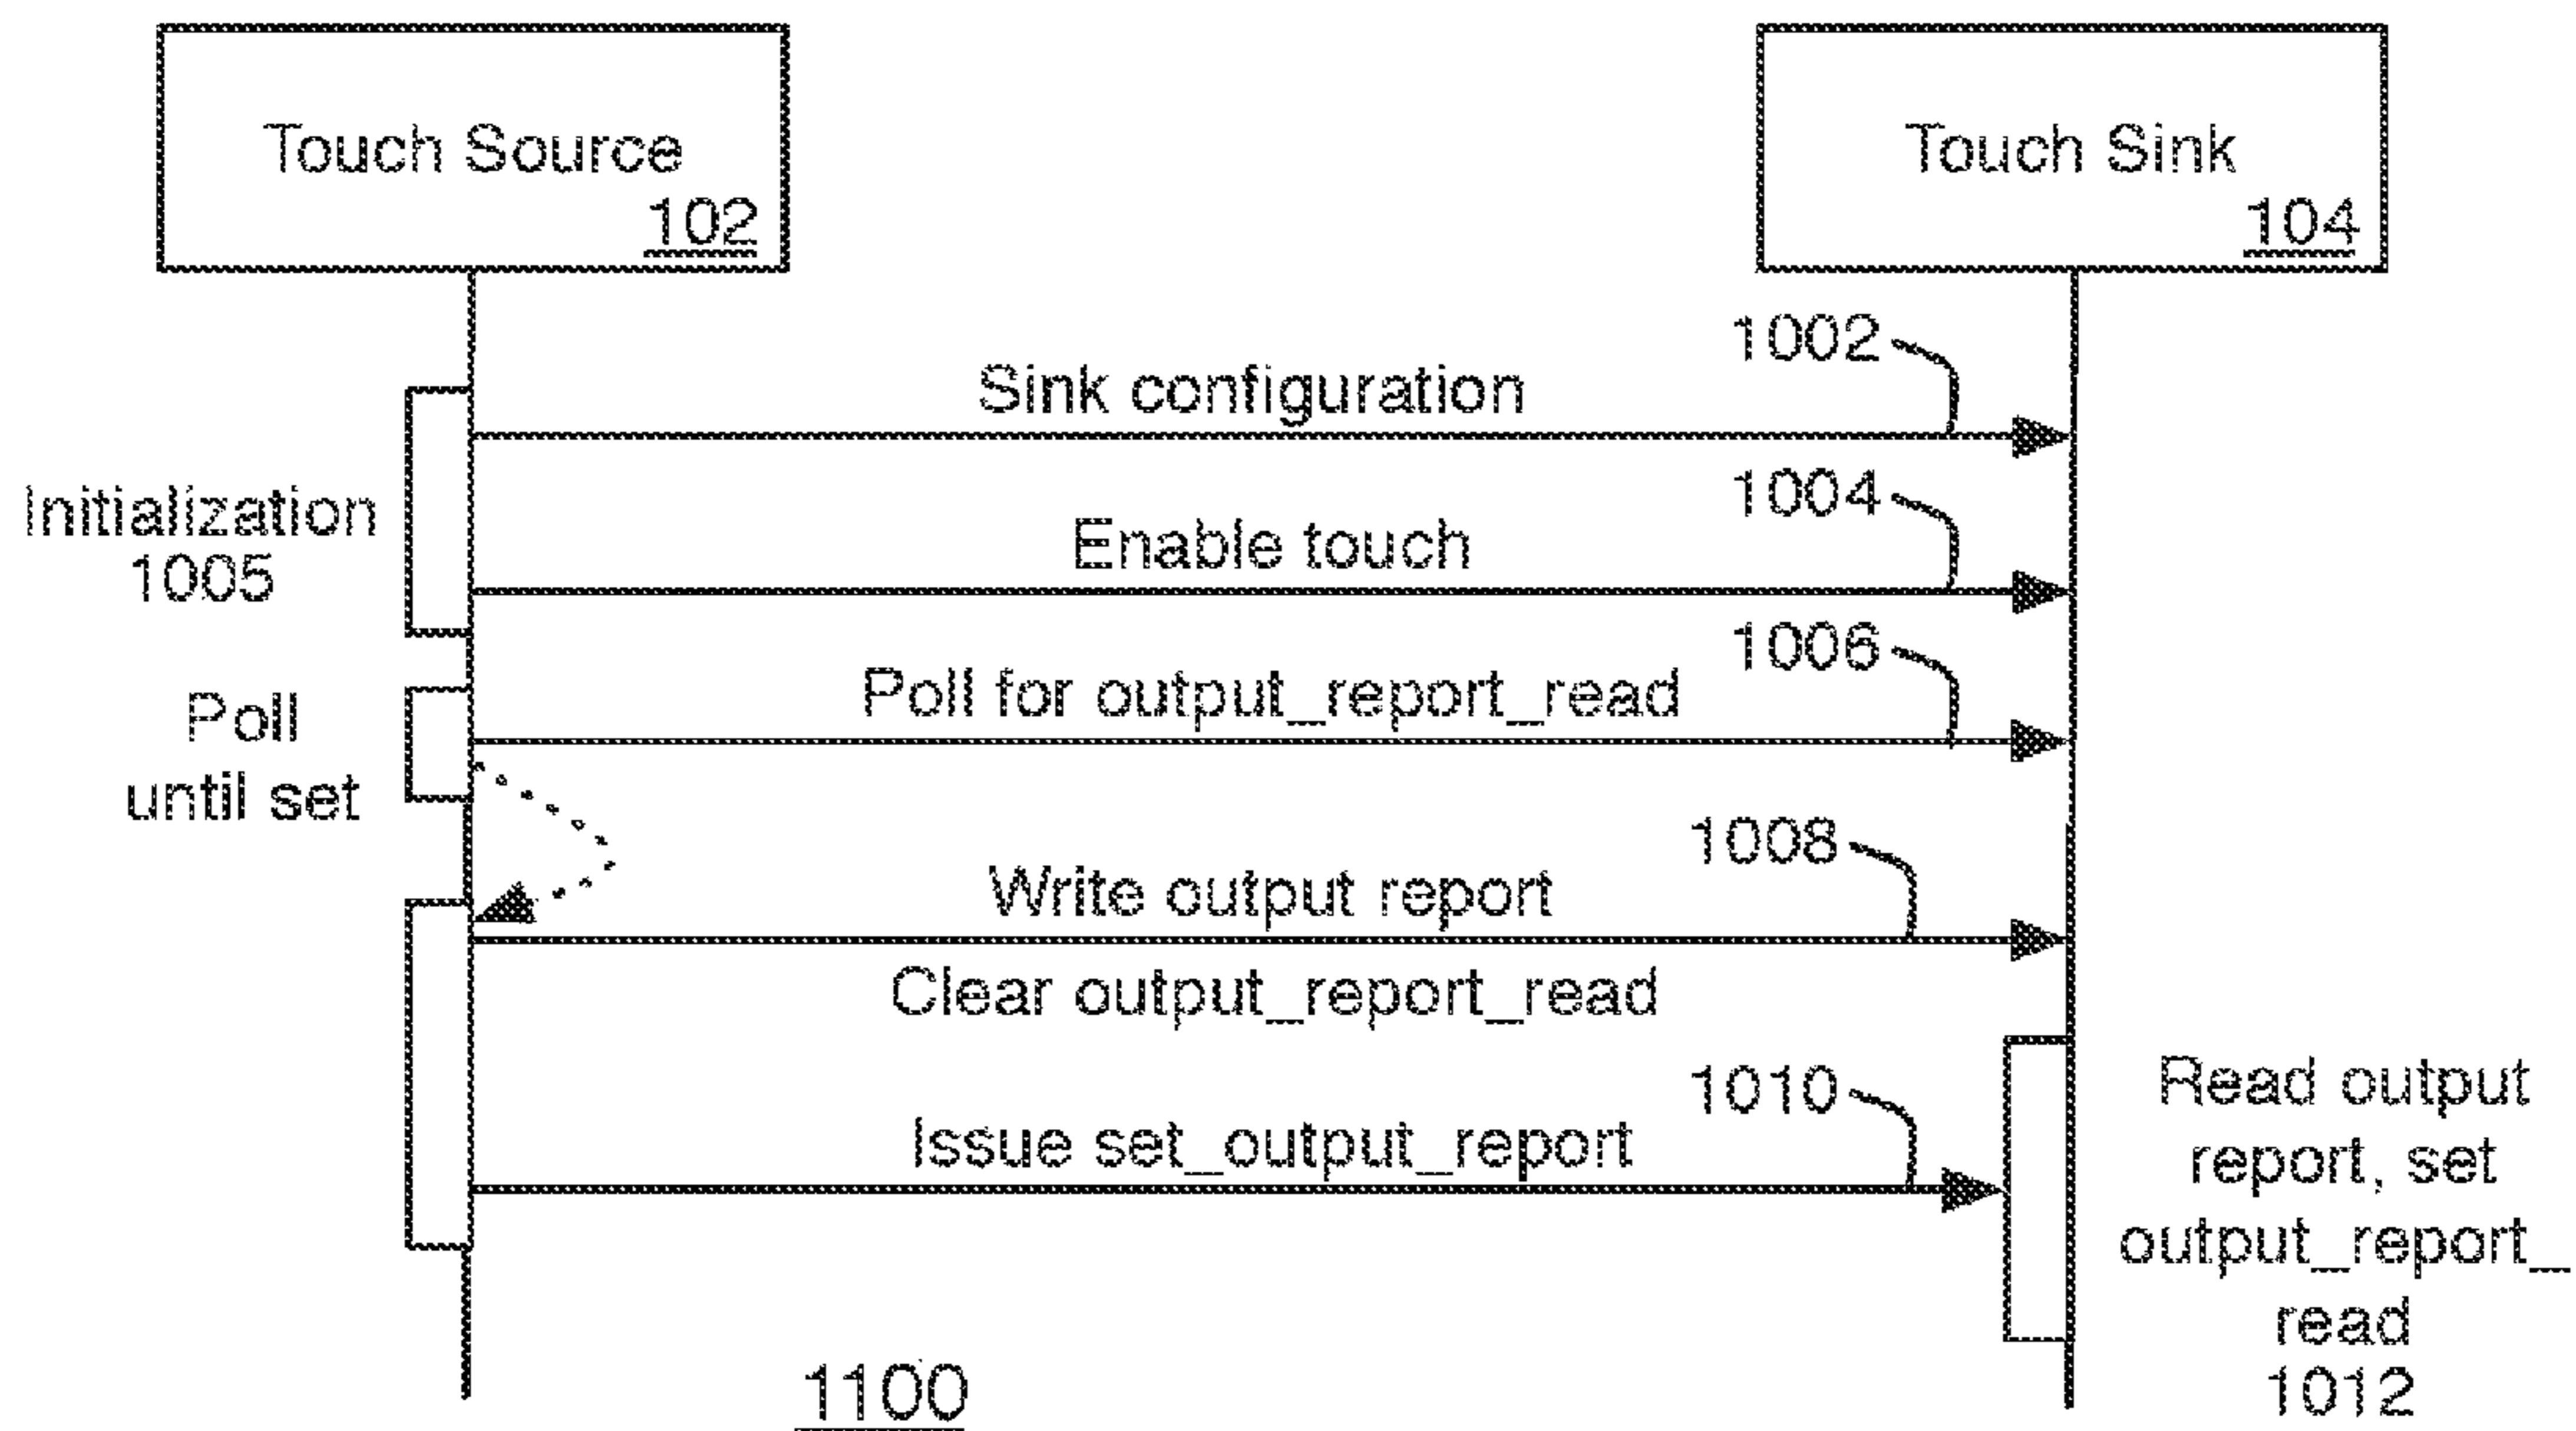 Touch Source
102
Touch Sink
104
1002
Sink configuration
1004
Initialization
1005
Enable touch
1006
Poll for output_report_read
Poll
until set
1008
Write output report
Clear output_report_read
1010
Issue set_output_report
Read output
report, set
output_report_
read
1012
1100